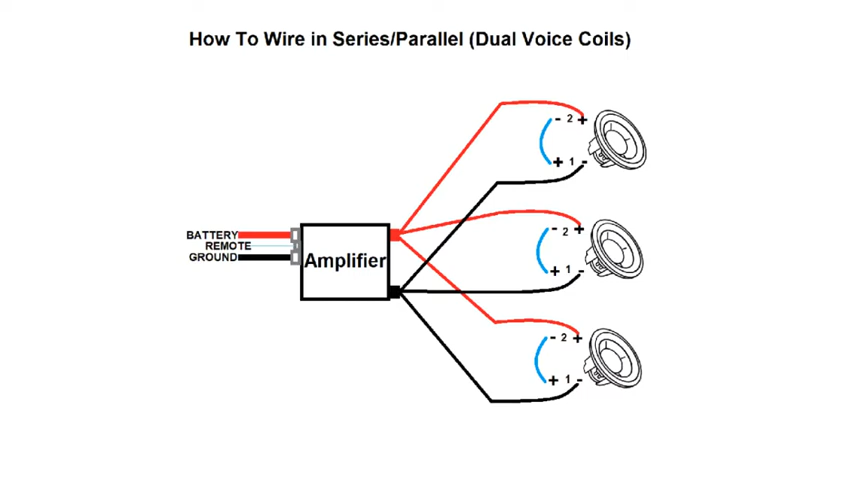 How To Wire in Series/Parallel (Dual Voice Coils)
- 2 +
+ 1 -
BATTERY
REMOTE
GROUND
Amplifier
- 2 +
+ 1 -
- 2 +
+ 1 -